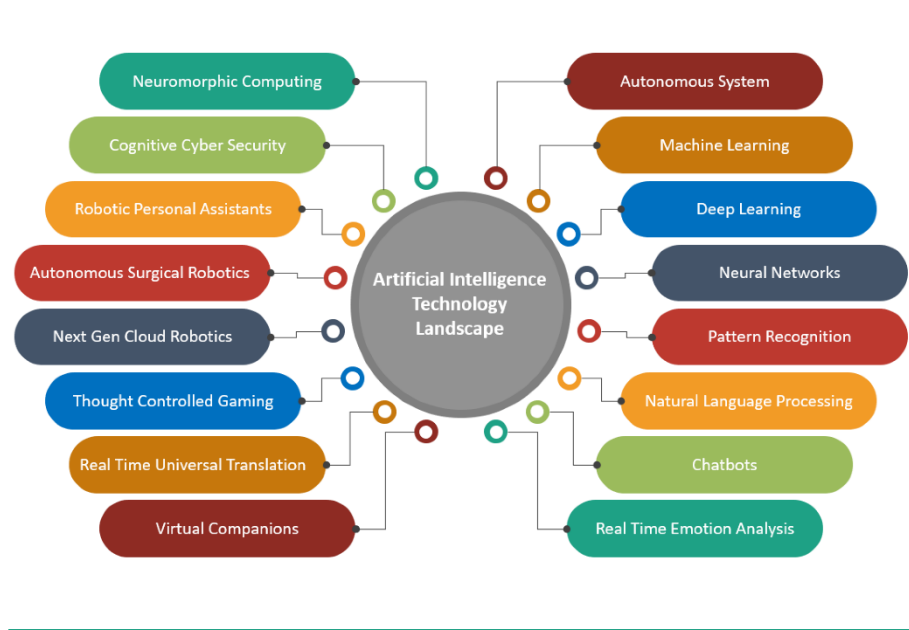 Neuromorphic Computing
Cognitive Cyber Security
Robotic Personal Assistants
Autonomous Surgical Robotics
Next Gen Cloud Robotics
Thought Controlled Gaming
Real Time Universal Translation
Virtual Companions
Artificial Intelligence
Technology
Landscape
Autonomous System
Machine Learning
Deep Learning
Neural Networks
Pattern Recognition
Natural Language Processing
Chatbots
Real Time Emotion Analysis